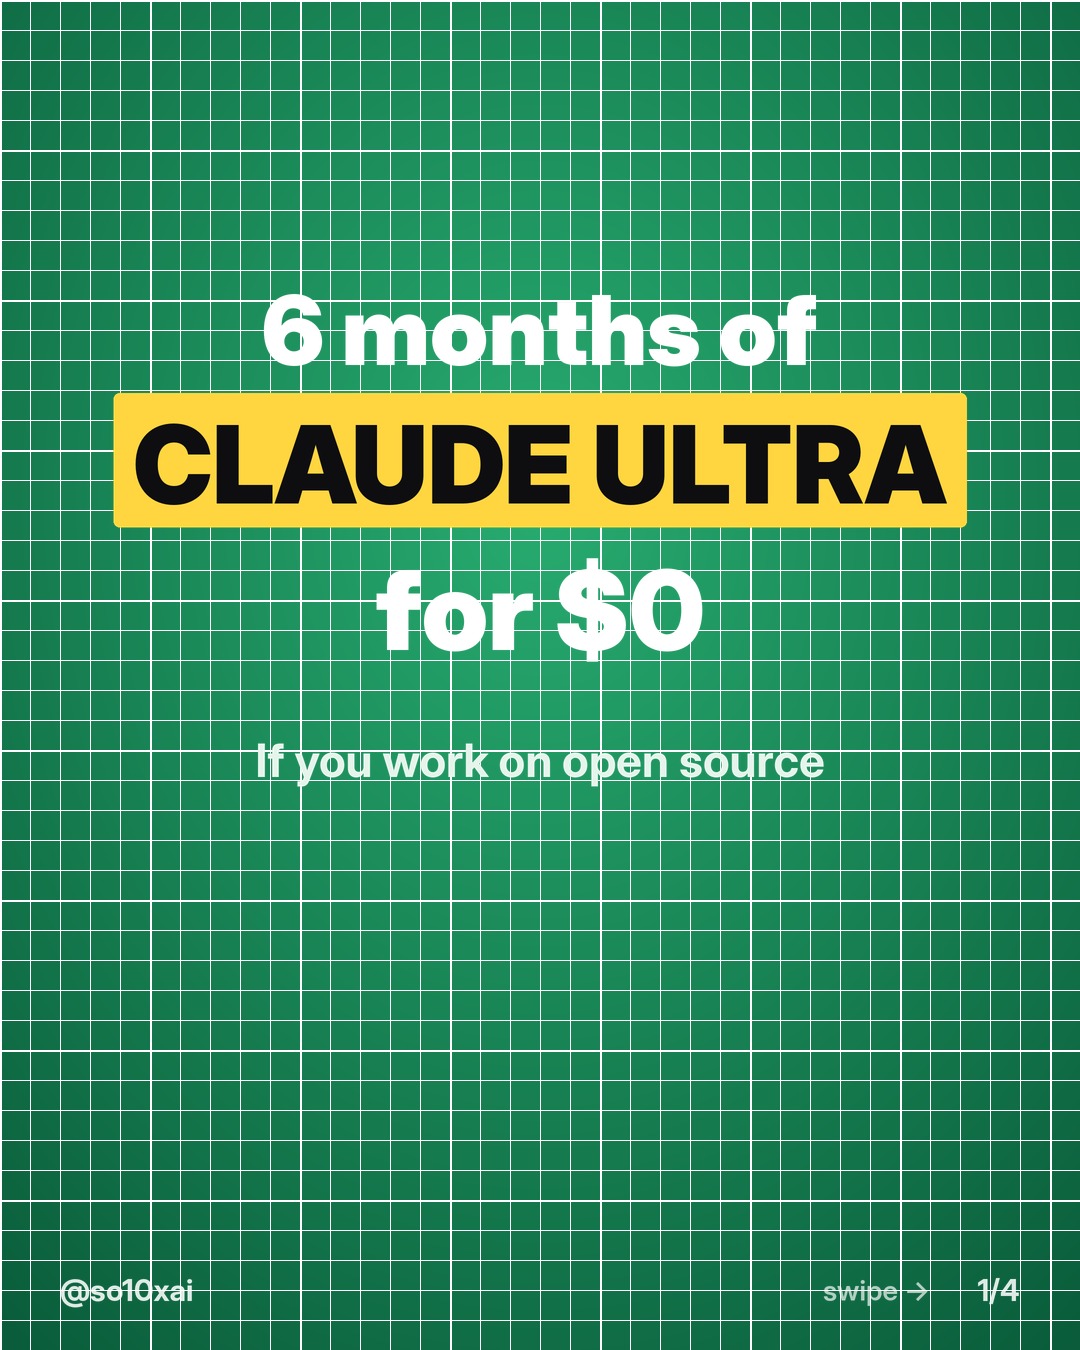 6 months of
CLAUDE ULTRA
for $0
If you work on open source
@so10xai
swipe →
1/4